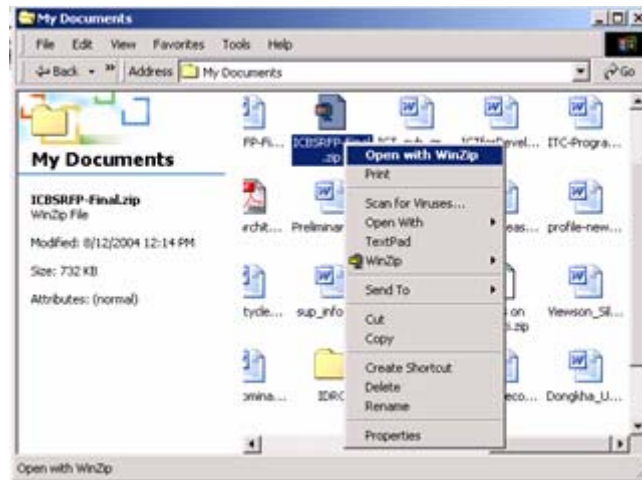 My Documents
File Edit View Favorites Tools Help
Back Address My Documents Go
My Documents
ICBSRFP-Final.zip
WinZip File
Modified: 8/12/2004 12:14 PM
Size: 732 KB
Attributes: (normal)
ICBSRFP-Final
.zip
ITC-Progra...
Preliminar
profile-new...
sup_info
Viewson_Sil...
IDRC
Dongkha_U...
Open with WinZip
Print
Scan for Viruses...
Open With
TextPad
WinZip
Send To
Cut
Copy
Create Shortcut
Delete
Rename
Properties
Open with WinZip